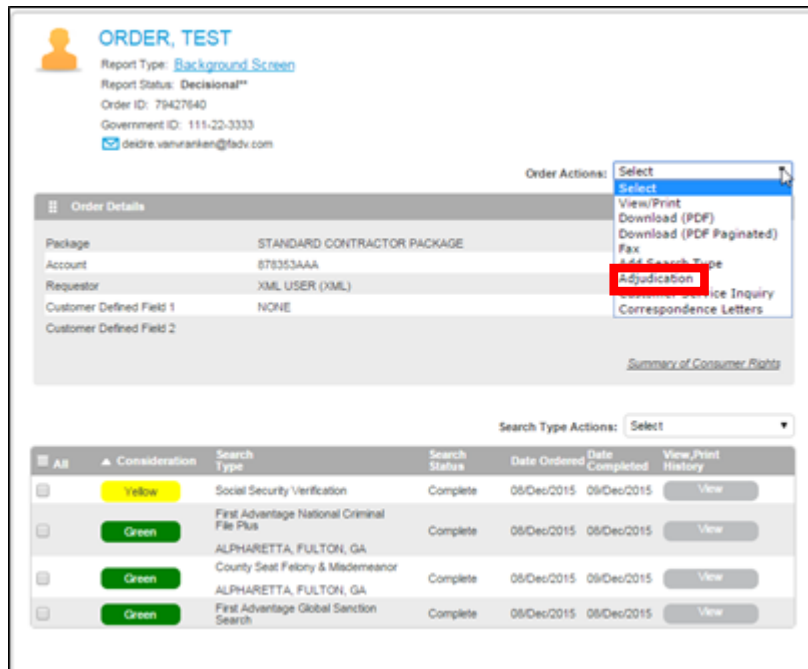 ORDER, TEST
Report Type: Background Screen
Report Status: Decisional**
Order ID: 79427640
Government ID: 111-22-3333
deidre.vanvranken@fadv.com
Order Actions: Select
Select
View/Print
Download (PDF)
Download (PDF Paginated)
Fax
Add Search Type
Adjudication
Customer Service Inquiry
Correspondence Letters
Order Details
Package STANDARD CONTRACTOR PACKAGE
Account 878353AAA
Requestor XML USER (XML)
Customer Defined Field 1 NONE
Customer Defined Field 2
Summary of Consumer Rights
Search Type Actions: Select
All Consideration Search Type Search Status Date Ordered Date Completed View,Print History
Yellow Social Security Verification Complete 08/Dec/2015 09/Dec/2015 View
Green First Advantage National Criminal File Plus Complete 08/Dec/2015 08/Dec/2015 View
ALPHARETTA, FULTON, GA
Green County Seat Felony & Misdemeanor Complete 08/Dec/2015 09/Dec/2015 View
ALPHARETTA, FULTON, GA
Green First Advantage Global Sanction Search Complete 08/Dec/2015 08/Dec/2015 View